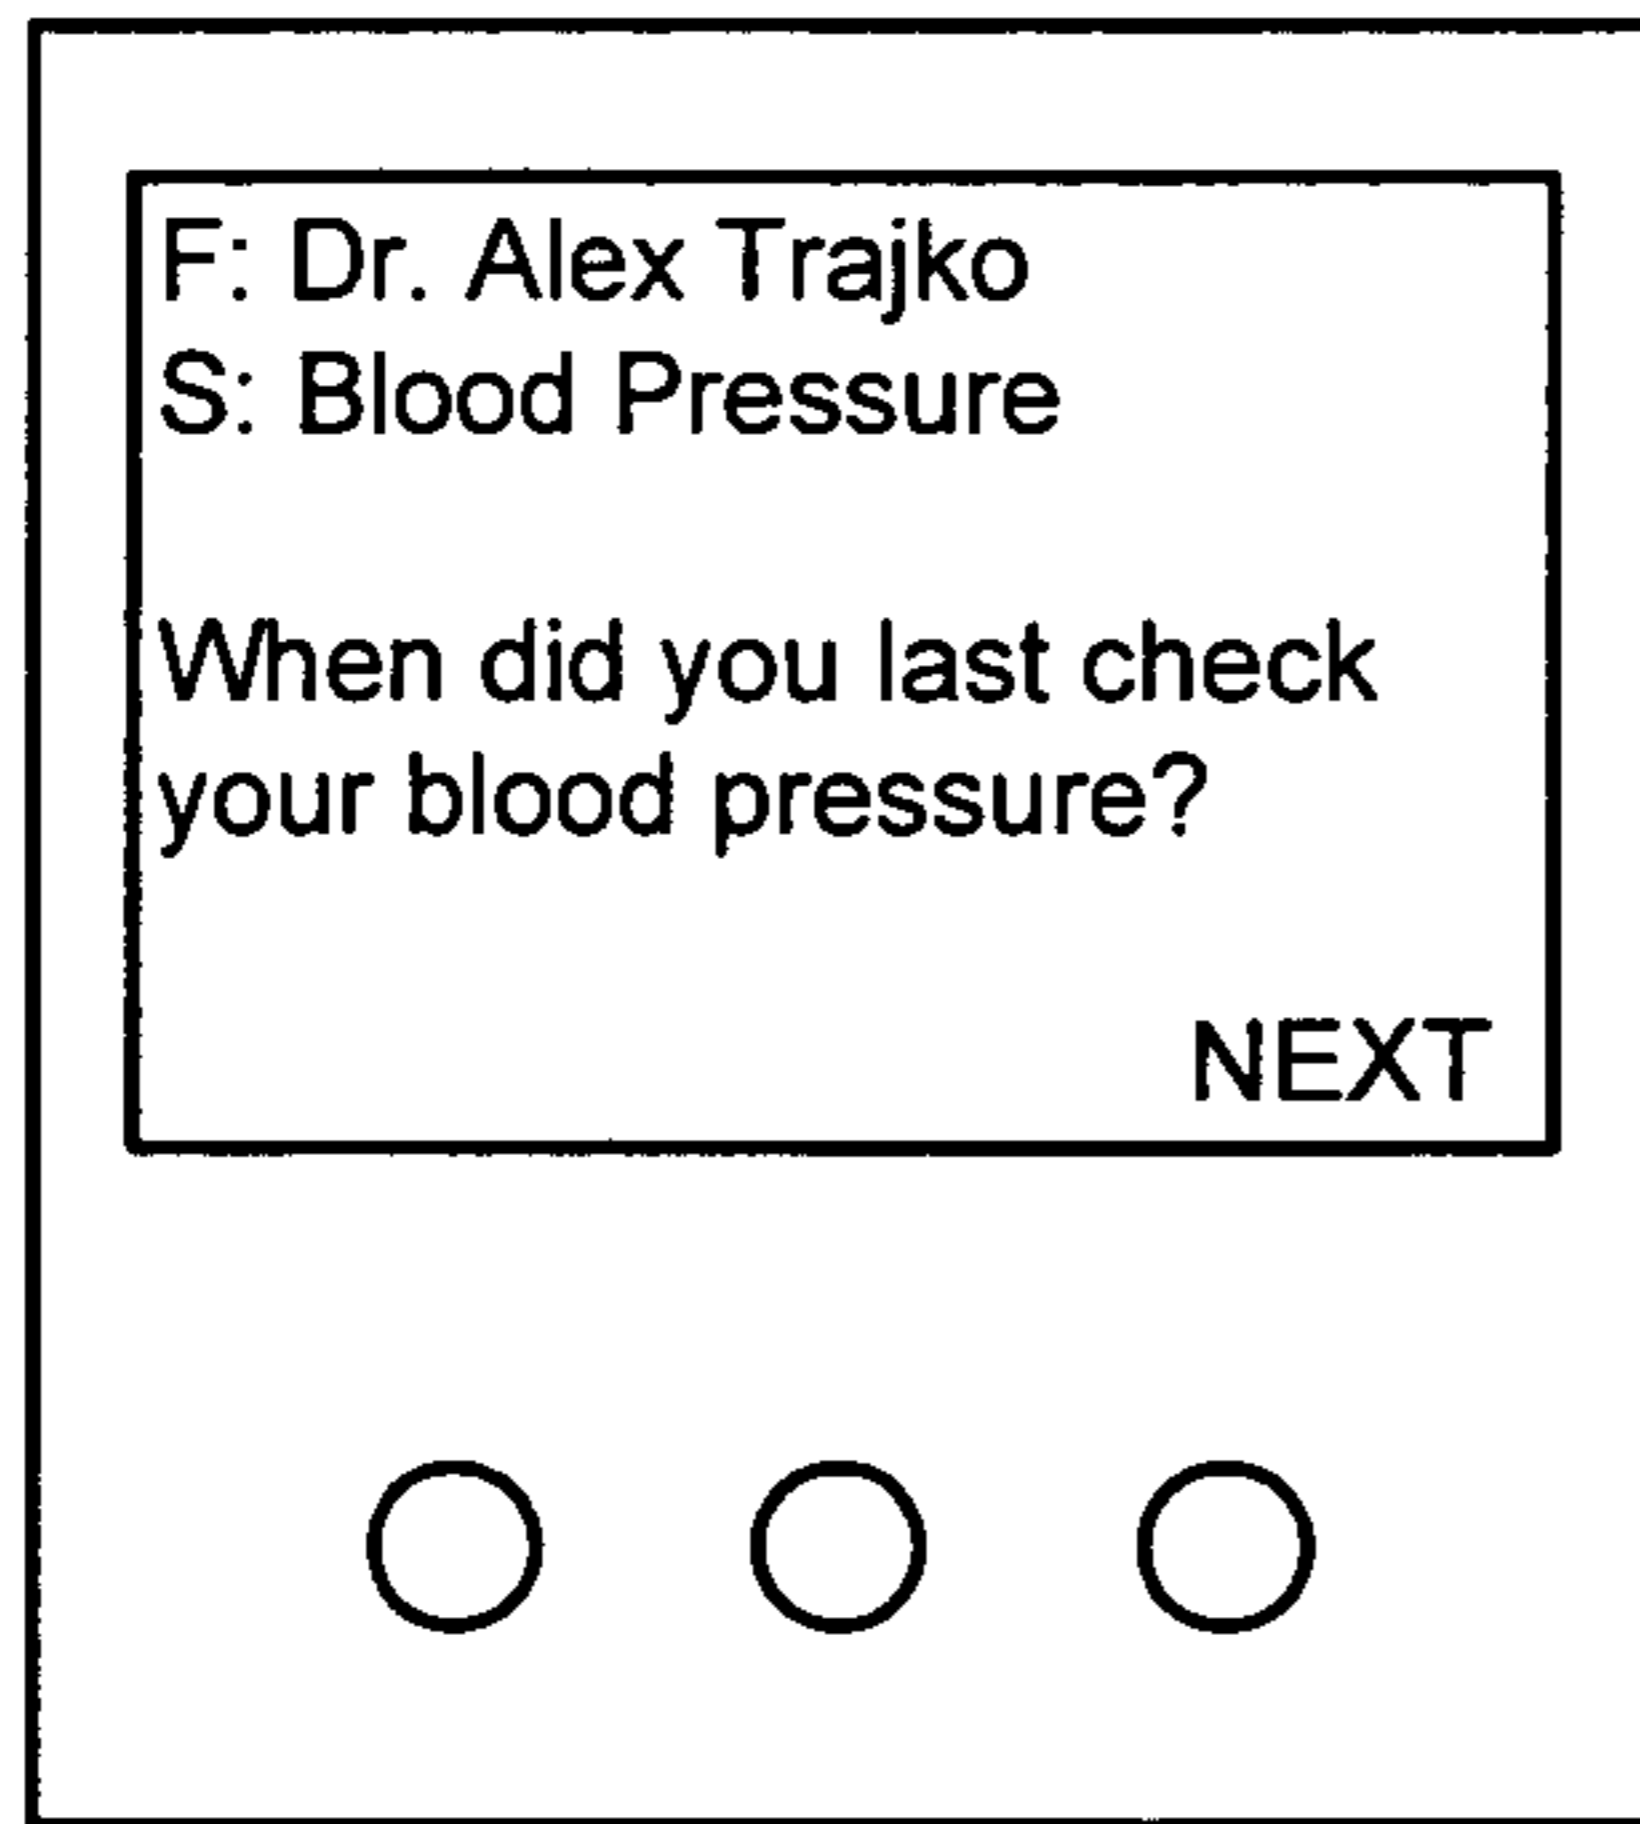 F: Dr. Alex Trajko
S: Blood Pressure
When did you last check
your blood pressure?
NEXT